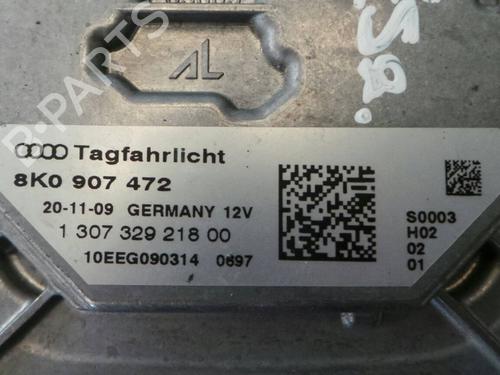 AL
Tagfahrlicht
8K0 907 472
20-11-09 GERMANY 12V
1 307 329 218 00
10EEG090314 0697
S0003
H02
02
01
B-PARTS